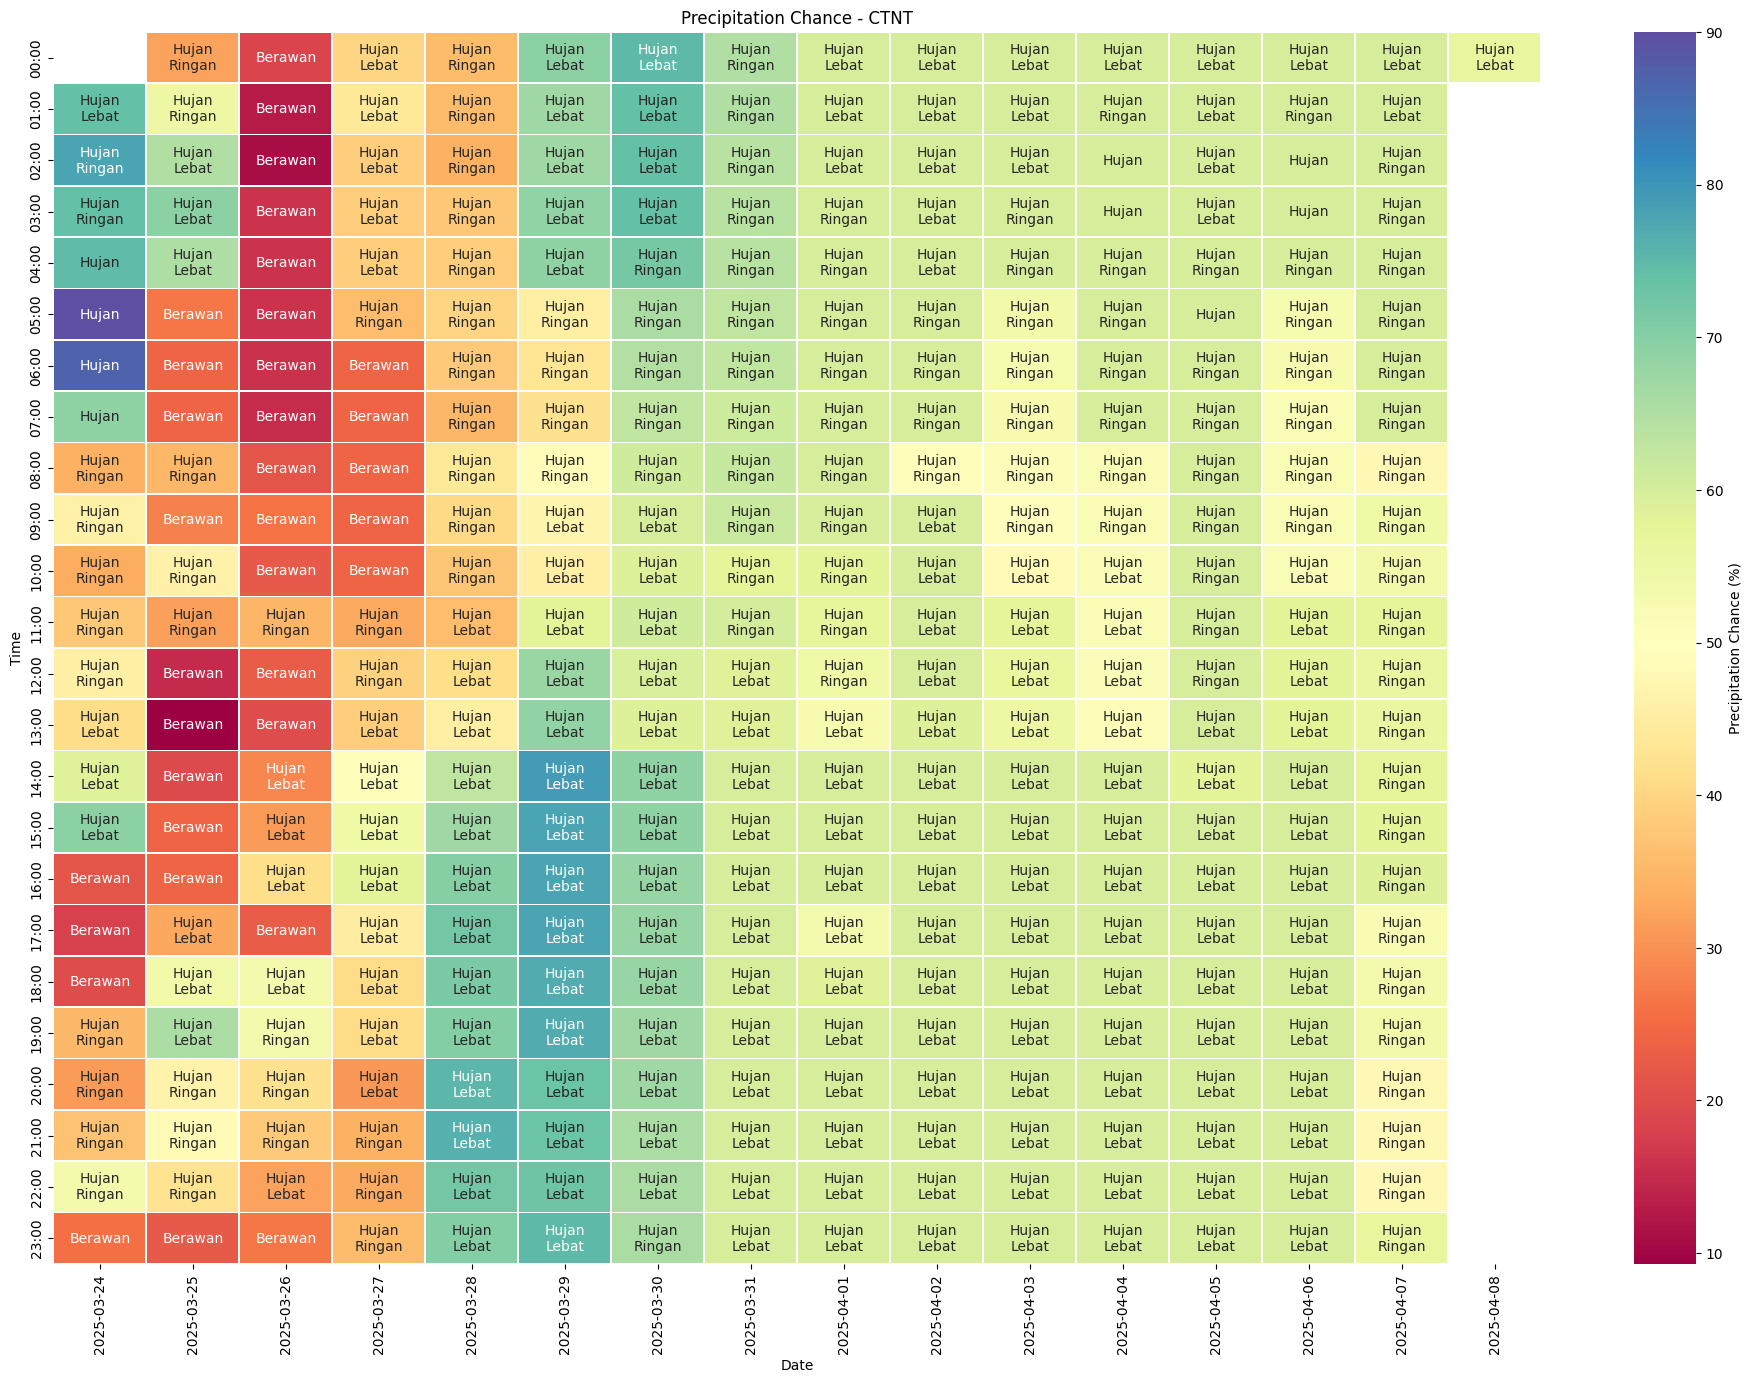 Precipitation Chance - CTNT
00:00 Hujan Ringan Berawan Hujan Lebat Hujan Ringan Hujan Lebat Hujan Lebat Hujan Ringan Hujan Lebat Hujan Lebat Hujan Lebat Hujan Lebat Hujan Lebat Hujan Lebat Hujan Lebat Hujan Lebat
01:00 Hujan Lebat Hujan Ringan Berawan Hujan Lebat Hujan Ringan Hujan Lebat Hujan Lebat Hujan Ringan Hujan Lebat Hujan Lebat Hujan Lebat Hujan Ringan Hujan Lebat Hujan Ringan Hujan Lebat
02:00 Hujan Ringan Hujan Lebat Berawan Hujan Lebat Hujan Ringan Hujan Lebat Hujan Lebat Hujan Ringan Hujan Lebat Hujan Lebat Hujan Lebat Hujan Hujan Lebat Hujan Hujan Ringan
03:00 Hujan Ringan Hujan Lebat Berawan Hujan Lebat Hujan Ringan Hujan Lebat Hujan Lebat Hujan Ringan Hujan Ringan Hujan Lebat Hujan Ringan Hujan Hujan Lebat Hujan Hujan Ringan
04:00 Hujan Hujan Lebat Berawan Hujan Lebat Hujan Ringan Hujan Lebat Hujan Ringan Hujan Ringan Hujan Ringan Hujan Lebat Hujan Ringan Hujan Ringan Hujan Ringan Hujan Ringan Hujan Ringan
05:00 Hujan Berawan Berawan Hujan Ringan Hujan Ringan Hujan Ringan Hujan Ringan Hujan Ringan Hujan Ringan Hujan Ringan Hujan Ringan Hujan Ringan Hujan Hujan Ringan Hujan Ringan
06:00 Hujan Berawan Berawan Berawan Hujan Ringan Hujan Ringan Hujan Ringan Hujan Ringan Hujan Ringan Hujan Ringan Hujan Ringan Hujan Ringan Hujan Ringan Hujan Ringan Hujan Ringan
07:00 Hujan Berawan Berawan Berawan Hujan Ringan Hujan Ringan Hujan Ringan Hujan Ringan Hujan Ringan Hujan Ringan Hujan Ringan Hujan Ringan Hujan Ringan Hujan Ringan Hujan Ringan
08:00 Hujan Ringan Hujan Ringan Berawan Berawan Hujan Ringan Hujan Ringan Hujan Ringan Hujan Ringan Hujan Ringan Hujan Ringan Hujan Ringan Hujan Ringan Hujan Ringan Hujan Ringan Hujan Ringan
09:00 Hujan Ringan Berawan Berawan Berawan Hujan Ringan Hujan Lebat Hujan Lebat Hujan Ringan Hujan Ringan Hujan Lebat Hujan Ringan Hujan Ringan Hujan Ringan Hujan Ringan Hujan Ringan
10:00 Hujan Ringan Hujan Ringan Berawan Berawan Hujan Ringan Hujan Lebat Hujan Lebat Hujan Ringan Hujan Ringan Hujan Lebat Hujan Lebat Hujan Lebat Hujan Ringan Hujan Lebat Hujan Ringan
11:00 Hujan Ringan Hujan Ringan Hujan Ringan Hujan Ringan Hujan Lebat Hujan Lebat Hujan Lebat Hujan Ringan Hujan Ringan Hujan Lebat Hujan Lebat Hujan Lebat Hujan Ringan Hujan Lebat Hujan Ringan
12:00 Hujan Ringan Berawan Berawan Hujan Ringan Hujan Lebat Hujan Lebat Hujan Lebat Hujan Lebat Hujan Ringan Hujan Lebat Hujan Lebat Hujan Lebat Hujan Ringan Hujan Lebat Hujan Ringan
13:00 Hujan Lebat Berawan Berawan Hujan Lebat Hujan Lebat Hujan Lebat Hujan Lebat Hujan Lebat Hujan Lebat Hujan Lebat Hujan Lebat Hujan Lebat Hujan Lebat Hujan Lebat Hujan Ringan
14:00 Hujan Lebat Berawan Hujan Lebat Hujan Lebat Hujan Lebat Hujan Lebat Hujan Lebat Hujan Lebat Hujan Lebat Hujan Lebat Hujan Lebat Hujan Lebat Hujan Lebat Hujan Lebat Hujan Ringan
15:00 Hujan Lebat Berawan Hujan Lebat Hujan Lebat Hujan Lebat Hujan Lebat Hujan Lebat Hujan Lebat Hujan Lebat Hujan Lebat Hujan Lebat Hujan Lebat Hujan Lebat Hujan Lebat Hujan Ringan
16:00 Berawan Berawan Hujan Lebat Hujan Lebat Hujan Lebat Hujan Lebat Hujan Lebat Hujan Lebat Hujan Lebat Hujan Lebat Hujan Lebat Hujan Lebat Hujan Lebat Hujan Lebat Hujan Ringan
17:00 Berawan Hujan Lebat Berawan Hujan Lebat Hujan Lebat Hujan Lebat Hujan Lebat Hujan Lebat Hujan Lebat Hujan Lebat Hujan Lebat Hujan Lebat Hujan Lebat Hujan Lebat Hujan Ringan
18:00 Berawan Hujan Lebat Hujan Lebat Hujan Lebat Hujan Lebat Hujan Lebat Hujan Lebat Hujan Lebat Hujan Lebat Hujan Lebat Hujan Lebat Hujan Lebat Hujan Lebat Hujan Lebat Hujan Ringan
19:00 Hujan Ringan Hujan Lebat Hujan Ringan Hujan Lebat Hujan Lebat Hujan Lebat Hujan Lebat Hujan Lebat Hujan Lebat Hujan Lebat Hujan Lebat Hujan Lebat Hujan Lebat Hujan Lebat Hujan Ringan
20:00 Hujan Ringan Hujan Ringan Hujan Ringan Hujan Lebat Hujan Lebat Hujan Lebat Hujan Lebat Hujan Lebat Hujan Lebat Hujan Lebat Hujan Lebat Hujan Lebat Hujan Lebat Hujan Lebat Hujan Ringan
21:00 Hujan Ringan Hujan Ringan Hujan Ringan Hujan Ringan Hujan Lebat Hujan Lebat Hujan Lebat Hujan Lebat Hujan Lebat Hujan Lebat Hujan Lebat Hujan Lebat Hujan Lebat Hujan Lebat Hujan Ringan
22:00 Hujan Ringan Hujan Ringan Hujan Lebat Hujan Ringan Hujan Lebat Hujan Lebat Hujan Lebat Hujan Lebat Hujan Lebat Hujan Lebat Hujan Lebat Hujan Lebat Hujan Lebat Hujan Lebat Hujan Ringan
23:00 Berawan Berawan Berawan Hujan Ringan Hujan Lebat Hujan Lebat Hujan Ringan Hujan Lebat Hujan Lebat Hujan Lebat Hujan Lebat Hujan Lebat Hujan Lebat Hujan Lebat Hujan Ringan
2025-03-24 2025-03-25 2025-03-26 2025-03-27 2025-03-28 2025-03-29 2025-03-30 2025-03-31 2025-04-01 2025-04-02 2025-04-03 2025-04-04 2025-04-05 2025-04-06 2025-04-07 2025-04-08
Time
Date
90
80
70
60
50
40
30
20
10
Precipitation Chance (%)